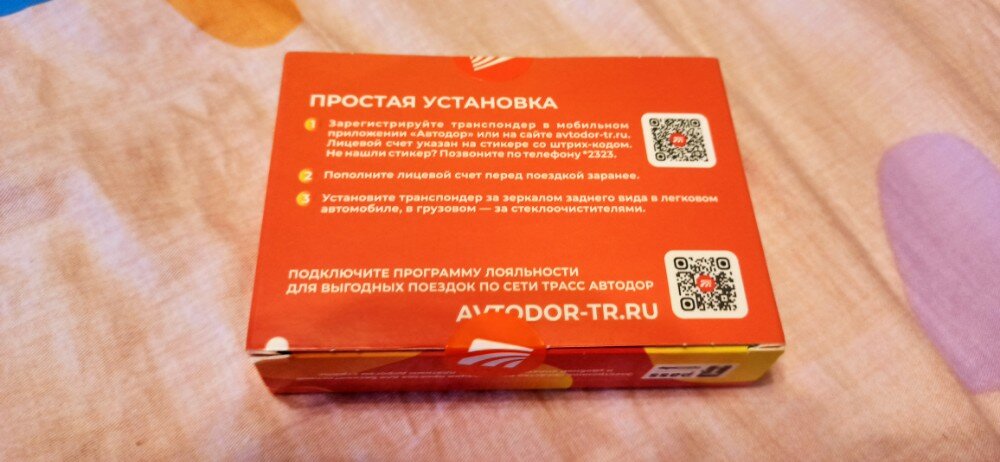 ПРОСТАЯ УСТАНОВКА
1 Зарегистрируйте транспондер в мобильном
приложении «Автодор» или на сайте avtodor-tr.ru.
Лицевой счет указан на стикере со штрих-кодом.
Не нашли стикер? Позвоните по телефону *2323.
2 Пополните лицевой счет перед поездкой заранее.
3 Установите транспондер за зеркалом заднего вида в легковом
автомобиле, в грузовом — за стеклоочистителями.
ПОДКЛЮЧИТЕ ПРОГРАММУ ЛОЯЛЬНОСТИ
ДЛЯ ВЫГОДНЫХ ПОЕЗДОК ПО СЕТИ ТРАСС АВТОДОР
AVTODOR-TR.RU
pass